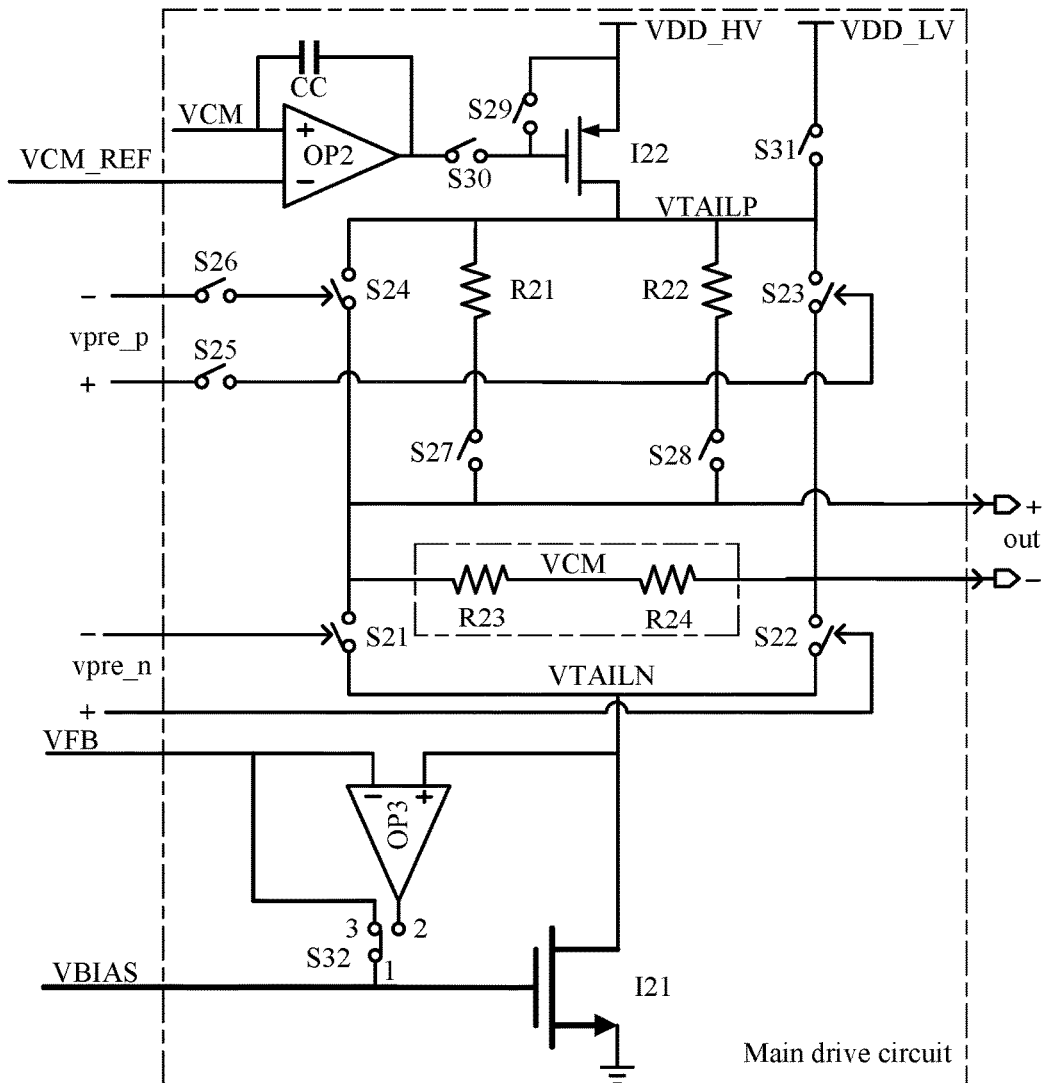 VDD_HV
VDD_LV
CC
VCM
S29
+
OP2
I22
S31
VCM_REF
−
S30
VTAILP
S26
−
S24
R21
R22
S23
vpre_p
S25
+
S27
S28
+
out
VCM
−
R23
R24
S21
S22
−
vpre_n
VTAILN
+
VFB
−
+
OP3
3
2
S32
1
VBIAS
I21
Main drive circuit